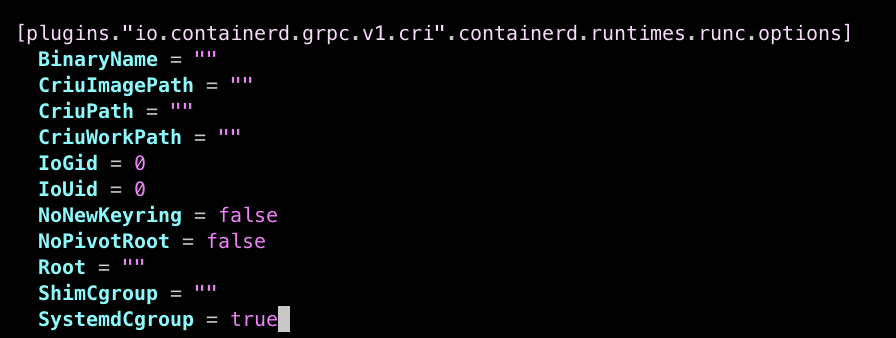 [plugins."io.containerd.grpc.v1.cri".containerd.runtimes.runc.options]
  BinaryName = ""
  CriuImagePath = ""
  CriuPath = ""
  CriuWorkPath = ""
  IoGid = 0
  IoUid = 0
  NoNewKeyring = false
  NoPivotRoot = false
  Root = ""
  ShimCgroup = ""
  SystemdCgroup = true